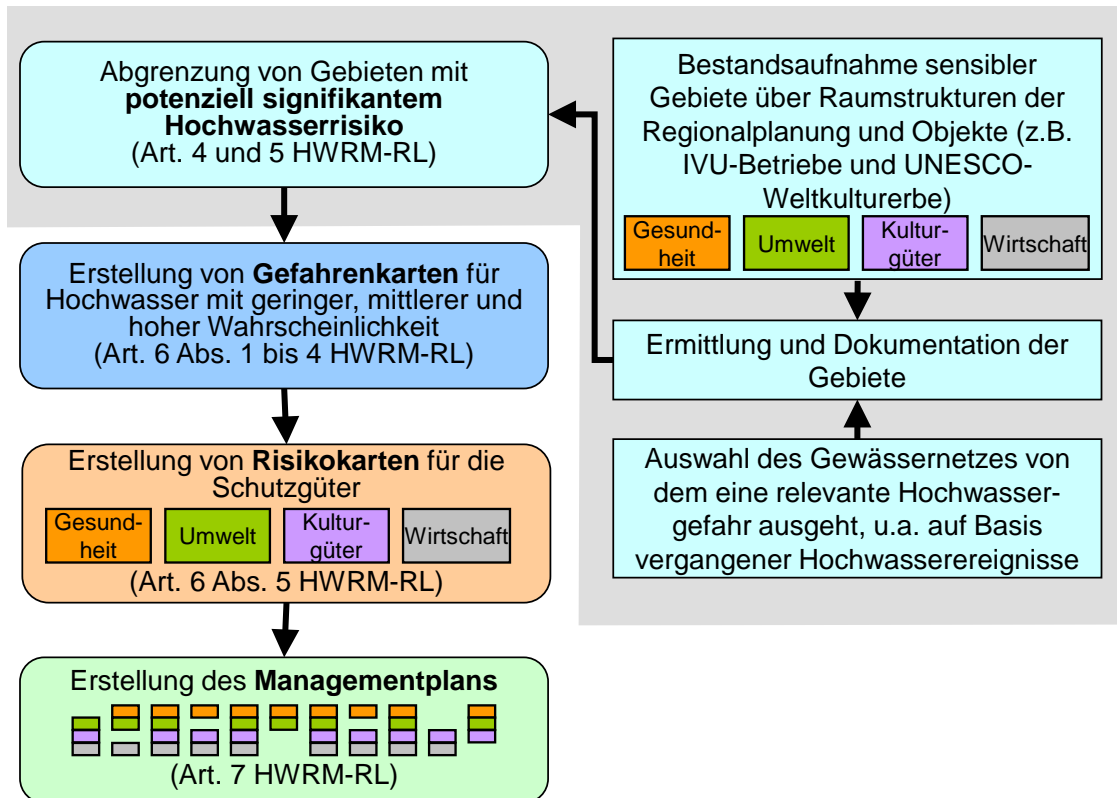 Abgrenzung von Gebieten mit
potenziell signifikantem
Hochwasserrisiko
(Art. 4 und 5 HWRM-RL)
Erstellung von Gefahrenkarten für
Hochwasser mit geringer, mittlerer und
hoher Wahrscheinlichkeit
(Art. 6 Abs. 1 bis 4 HWRM-RL)
Erstellung von Risikokarten für die
Schutzgüter
Gesund-
heit
Umwelt
Kultur-
güter
Wirtschaft
(Art. 6 Abs. 5 HWRM-RL)
Erstellung des Managementplans
(Art. 7 HWRM-RL)
Bestandsaufnahme sensibler
Gebiete über Raumstrukturen der
Regionalplanung und Objekte (z.B.
IVU-Betriebe und UNESCO-
Weltkulturerbe)
Gesund-
heit
Umwelt
Kultur-
güter
Wirtschaft
Ermittlung und Dokumentation der
Gebiete
Auswahl des Gewässernetzes von
dem eine relevante Hochwasser-
gefahr ausgeht, u.a. auf Basis
vergangener Hochwasserereignisse